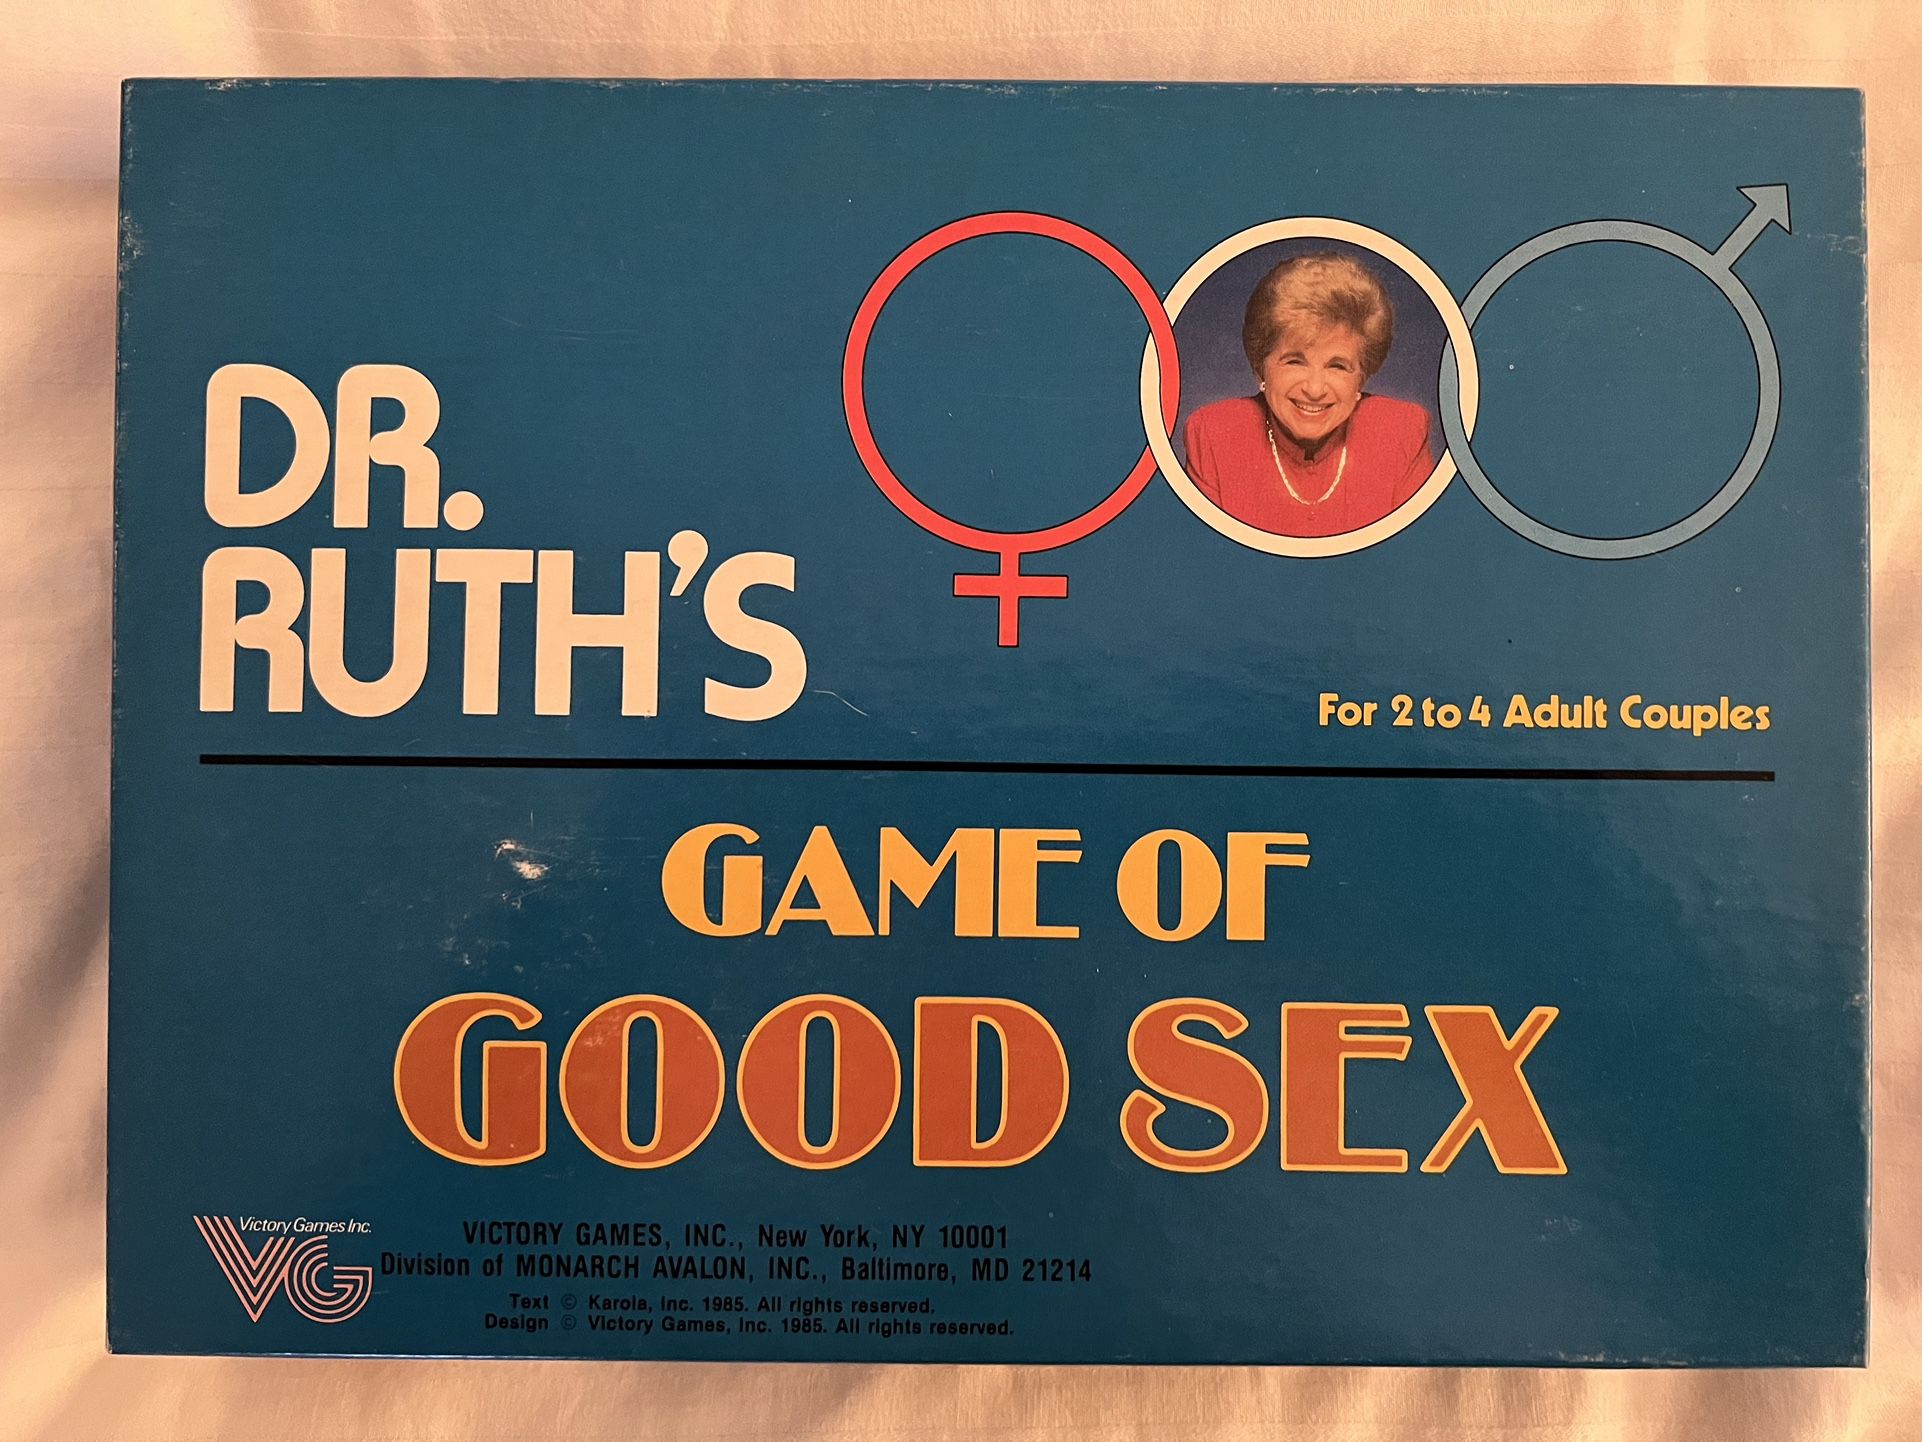 DR.
RUTH'S
For 2 to 4 Adult Couples
GAME OF
GOOD SEX
Victory Games Inc.
VG
VICTORY GAMES, INC., New York, NY 10001
Division of MONARCH AVALON, INC., Baltimore, MD 21214
Text © Karola, Inc. 1985. All rights reserved.
Design © Victory Games, Inc. 1985. All rights reserved.